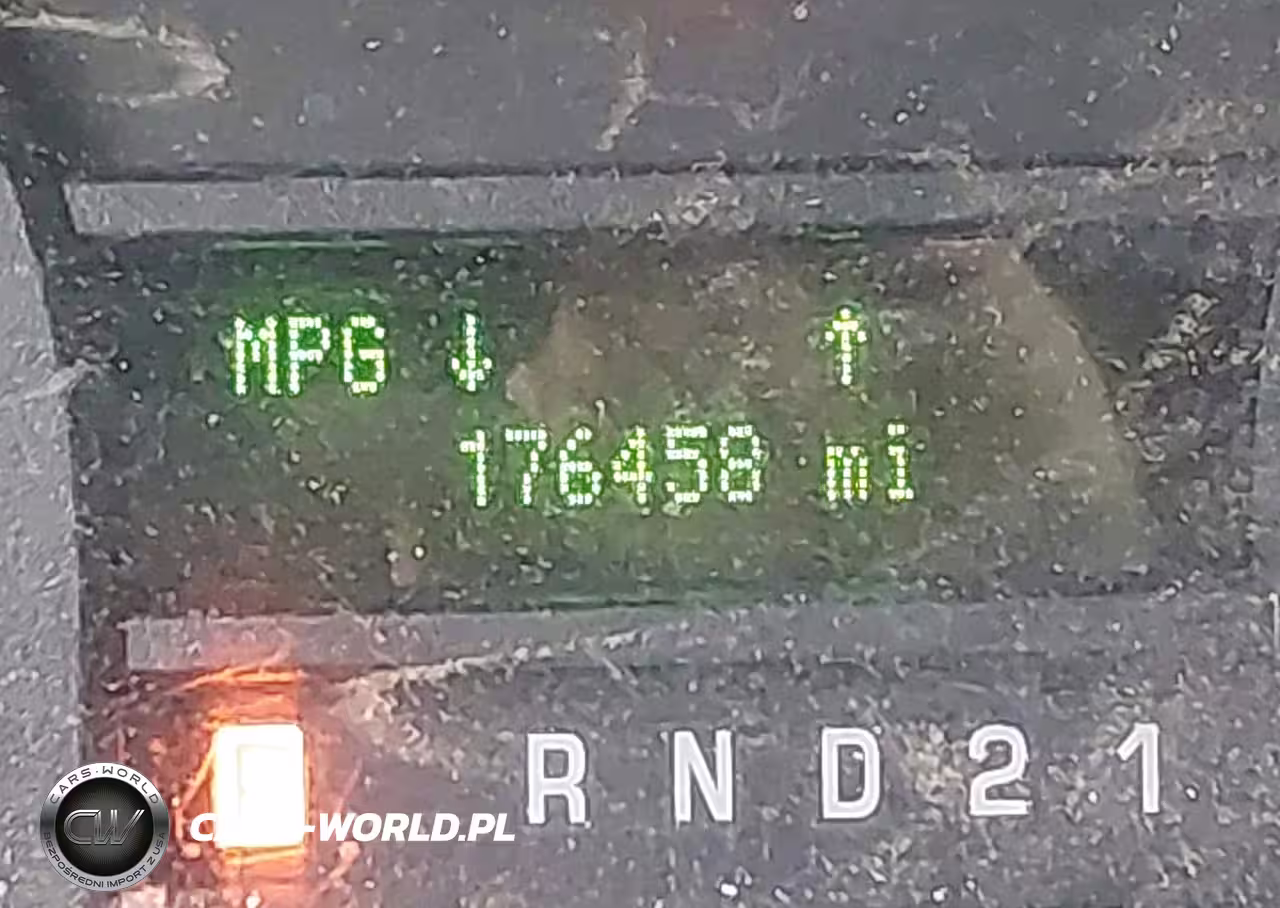 MPG ↓ ↑
176458 mi
R N D 2 1
CARS-WORLD
CW
BEZPOŚREDNI IMPORT Z USA
-WORLD.PL